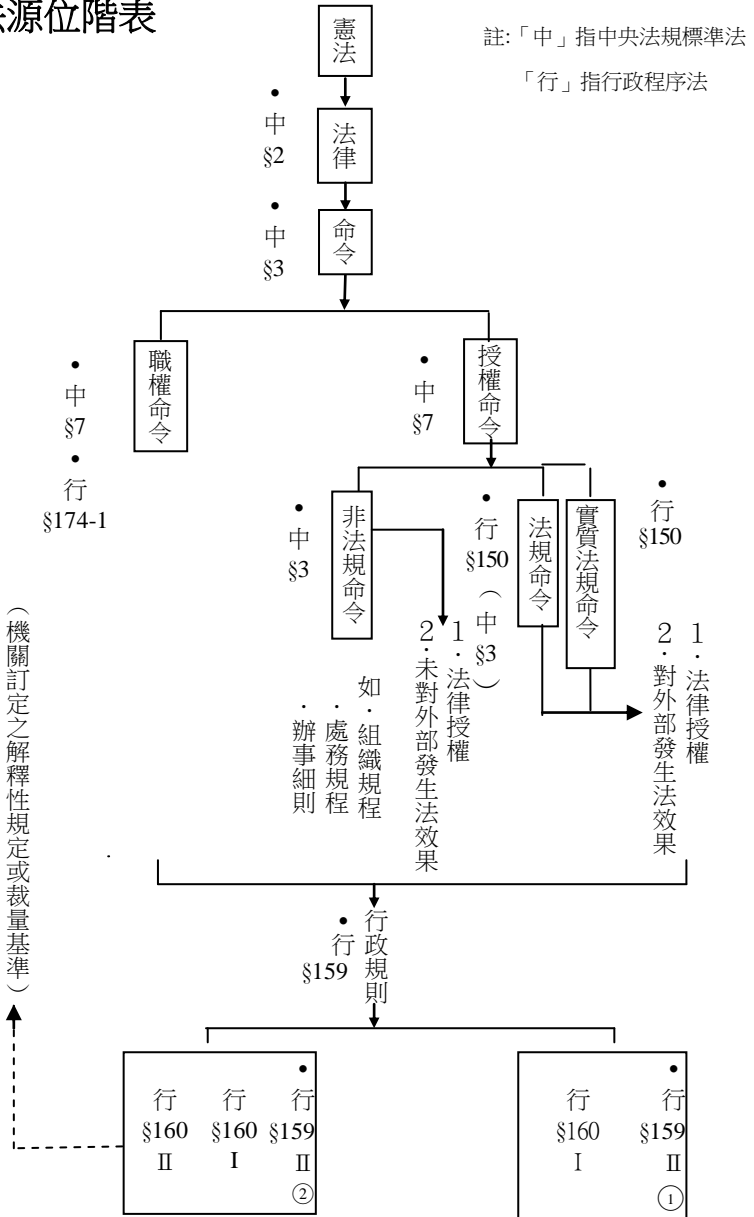 法源位階表
註:「中」指中央法規標準法
「行」指行政程序法
憲法
• 中 §2
法律
• 中 §3
命令
• 中 §7
• 行 §174-1
職權命令
• 中 §7
授權命令
• 中 §3
非法規命令
• 行 §150(中§3)
法規命令
實質法規命令
• 行 §150
1.法律授權
2.未對外部發生法效果
如.組織規程
.處務規程
.辦事細則
1.法律授權
2.對外部發生法效果
(機關訂定之解釋性規定或裁量基準)
行政規則
• 行 §159
• 行 §159 Ⅱ ②
行 §160 I
行 §160 Ⅱ
• 行 §159 Ⅱ ①
行 §160 I